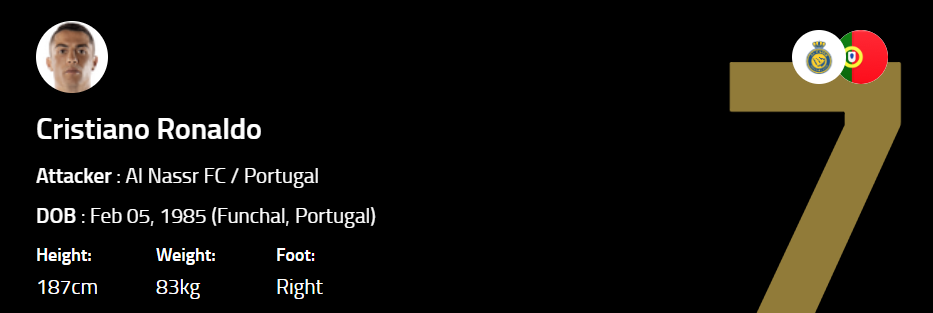 7
Cristiano Ronaldo
Attacker : Al Nassr FC / Portugal
DOB : Feb 05, 1985 (Funchal, Portugal)
Height: Weight: Foot:
187cm 83kg Right